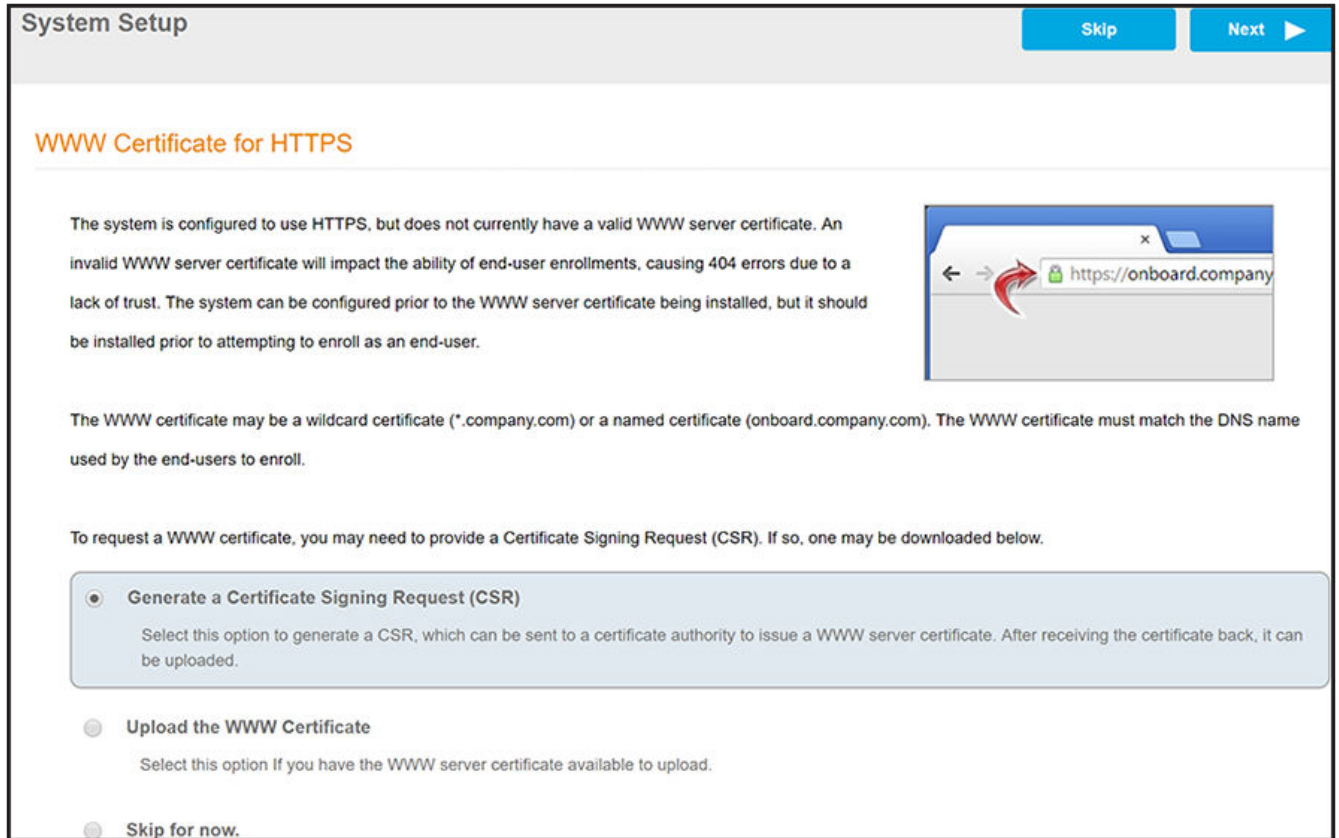 System Setup
Skip
Next
WWW Certificate for HTTPS
The system is configured to use HTTPS, but does not currently have a valid WWW server certificate. An
invalid WWW server certificate will impact the ability of end-user enrollments, causing 404 errors due to a
lack of trust. The system can be configured prior to the WWW server certificate being installed, but it should
be installed prior to attempting to enroll as an end-user.
https://onboard.company
The WWW certificate may be a wildcard certificate (*.company.com) or a named certificate (onboard.company.com). The WWW certificate must match the DNS name
used by the end-users to enroll.
To request a WWW certificate, you may need to provide a Certificate Signing Request (CSR). If so, one may be downloaded below.
Generate a Certificate Signing Request (CSR)
Select this option to generate a CSR, which can be sent to a certificate authority to issue a WWW server certificate. After receiving the certificate back, it can
be uploaded.
Upload the WWW Certificate
Select this option If you have the WWW server certificate available to upload.
Skip for now.